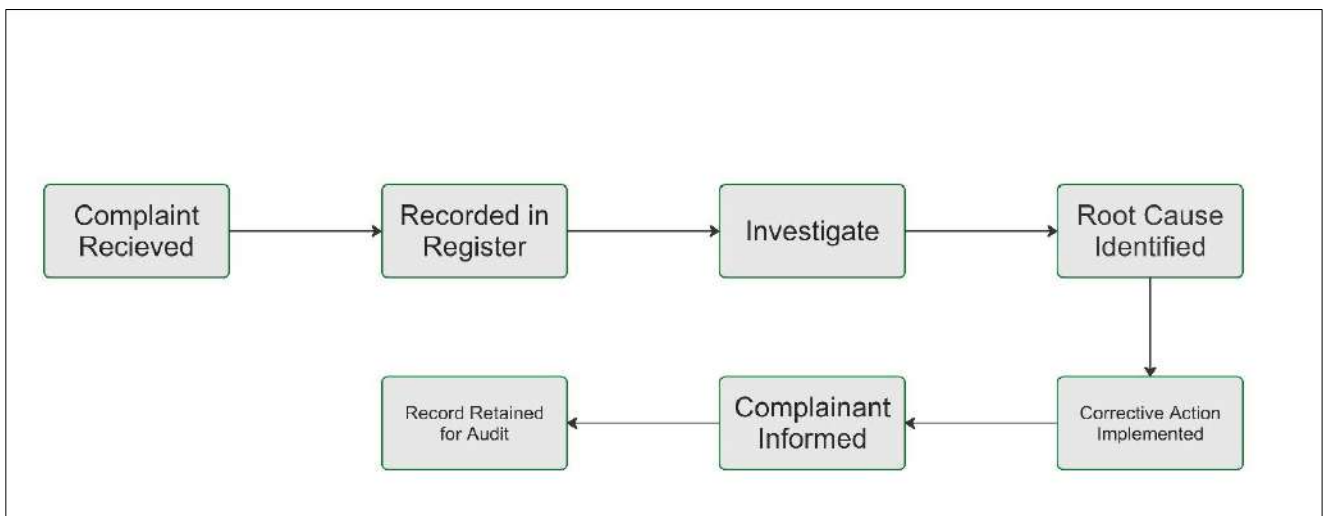 Complaint
Recieved
Recorded in
Register
Investigate
Root Cause
Identified
Corrective Action
Implemented
Complainant
Informed
Record Retained
for Audit